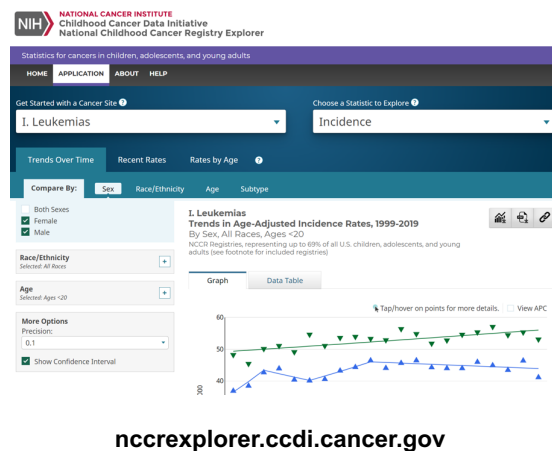 NIH
NATIONAL CANCER INSTITUTE
Childhood Cancer Data Initiative
National Childhood Cancer Registry Explorer
Statistics for cancers in children, adolescents, and young adults
HOME APPLICATION ABOUT HELP
Get Started with a Cancer Site ?
Choose a Statistic to Explore ?
I. Leukemias
Incidence
Trends Over Time Recent Rates Rates by Age ?
Compare By: Sex Race/Ethnicity Age Subtype
Both Sexes
Female
Male
Race/Ethnicity
Selected: All Races
+
Age
Selected: Ages <20
+
More Options
Precision:
0.1
Show Confidence Interval
I. Leukemias
Trends in Age-Adjusted Incidence Rates, 1999-2019
By Sex, All Races, Ages <20
NCCR Registries, representing up to 69% of all U.S. children, adolescents, and young
adults (see footnote for included registries)
Graph Data Table
Tap/hover on points for more details. View APC
60
50
40
nccrexplorer.ccdi.cancer.gov